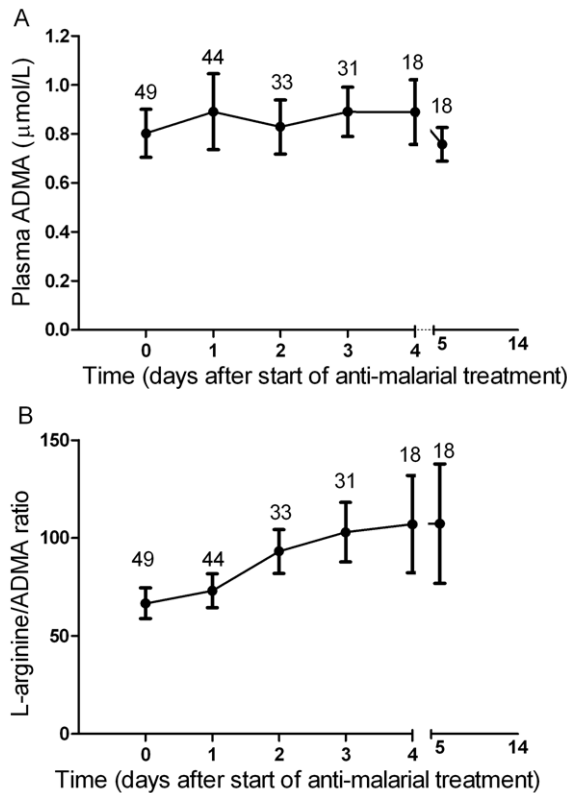 A
1.2
1.0
0.8
0.6
0.4
0.2
0.0
Plasma ADMA (μmol/L)
49
44
33
31
18
18
0 1 2 3 4 5 14
Time (days after start of anti-malarial treatment)
B
150
100
50
0
L-arginine/ADMA ratio
49
44
33
31
18
18
0 1 2 3 4 5 14
Time (days after start of anti-malarial treatment)